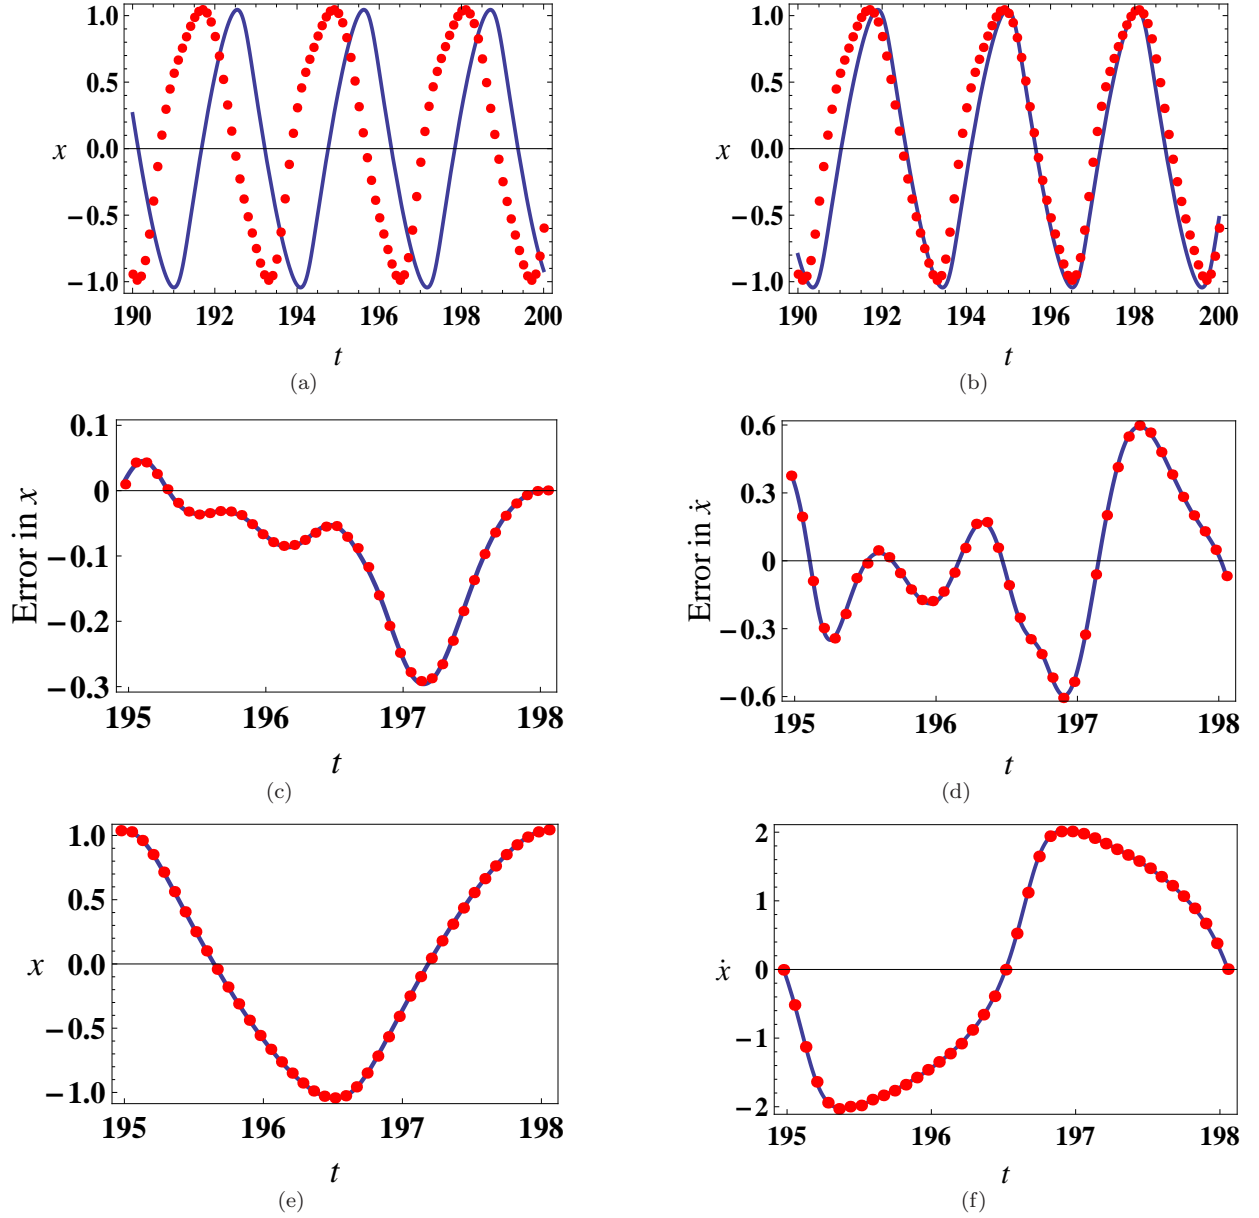 1.0
0.5
x 0.0
−0.5
−1.0
190 192 194 196 198 200
t
(a)
1.0
0.5
x 0.0
−0.5
−1.0
190 192 194 196 198 200
t
(b)
0.1
0
−0.1
−0.2
−0.3
Error in x
195 196 197 198
t
(c)
0.6
0.3
0
−0.3
−0.6
Error in ẋ
195 196 197 198
t
(d)
1.0
0.5
x 0.0
−0.5
−1.0
195 196 197 198
t
(e)
2
1
ẋ 0
−1
−2
195 196 197 198
t
(f)